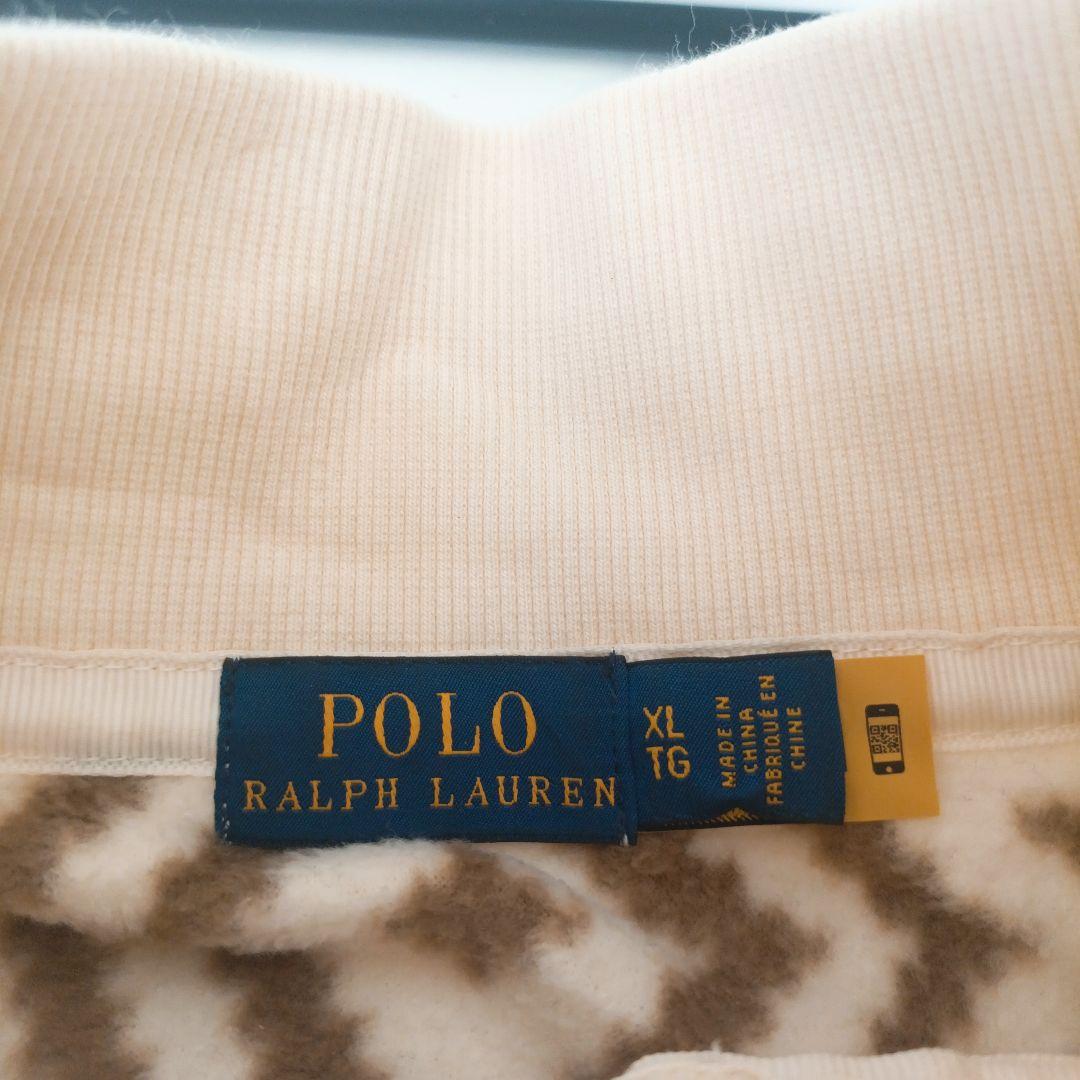 POLO
RALPH LAUREN
XL
TG
MADE IN
CHINA
FABRIQUÉ EN
CHINE